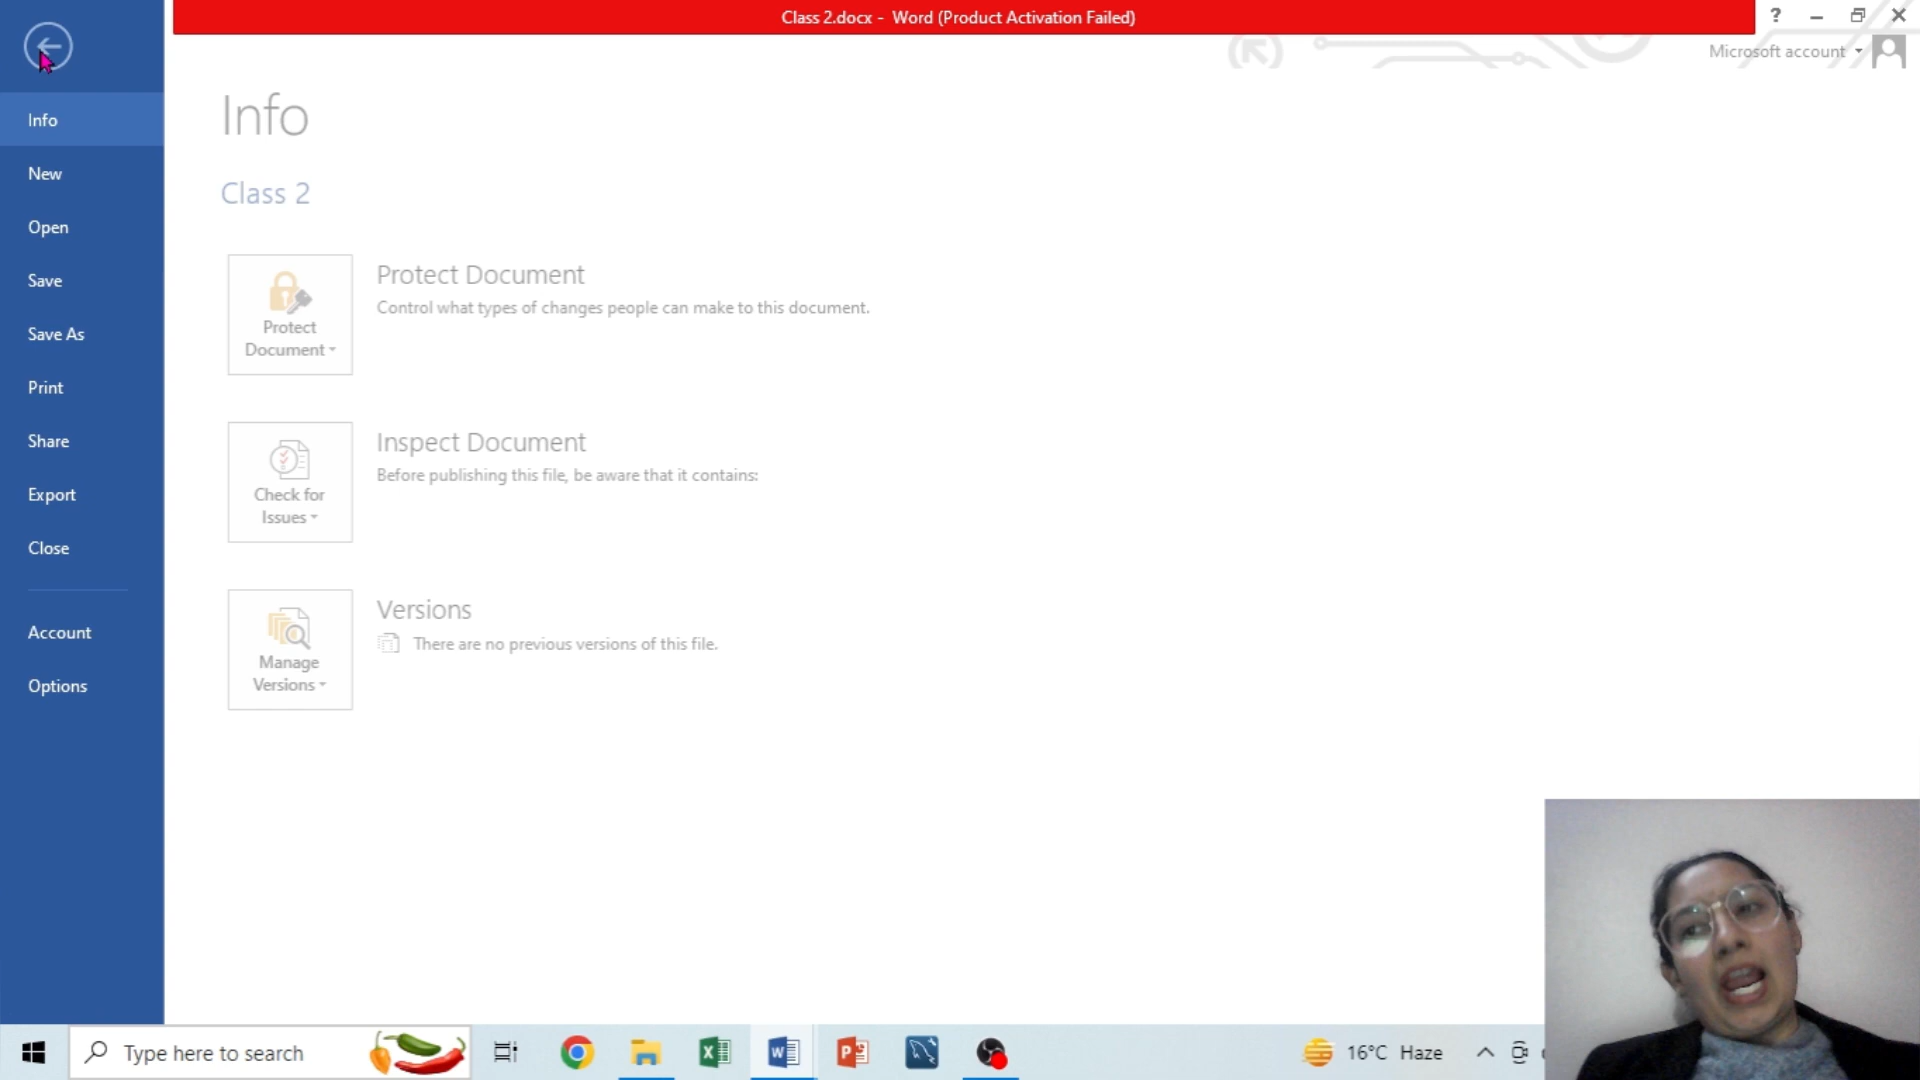 Class 2.docx - Word (Product Activation Failed)
?
Microsoft account
Info
New
Open
Save
Save As
Print
Share
Export
Close
Account
Options
Info
Class 2
Protect Document
Control what types of changes people can make to this document.
Protect
Document
Inspect Document
Before publishing this file, be aware that it contains:
Check for
Issues
Versions
There are no previous versions of this file.
Manage
Versions
Type here to search
16°C Haze